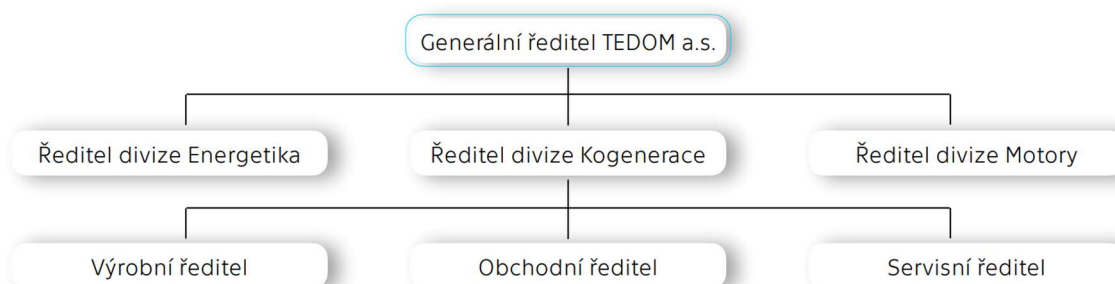 Generální ředitel TEDOM a.s.
Ředitel divize Energetika
Ředitel divize Kogenerace
Ředitel divize Motory
Výrobní ředitel
Obchodní ředitel
Servisní ředitel